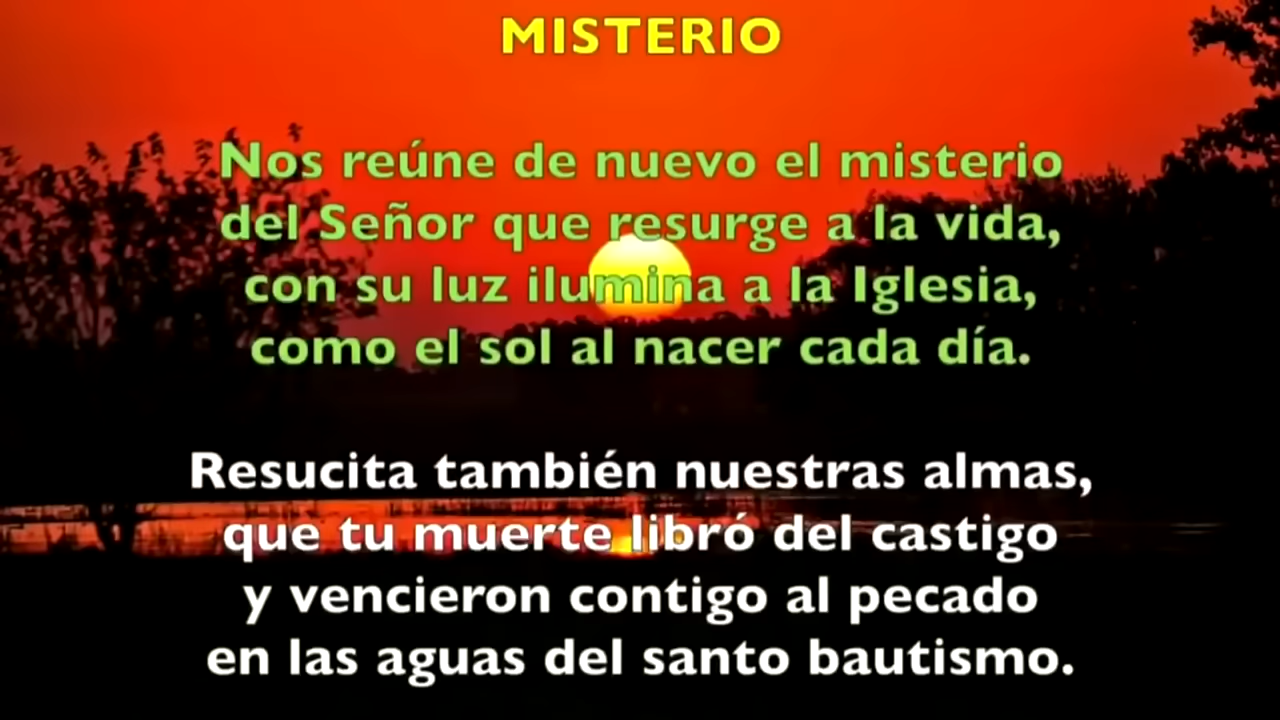 MISTERIO
Nos reúne de nuevo el misterio
del Señor que resurge a la vida,
con su luz ilumina a la Iglesia,
como el sol al nacer cada día.
Resucita también nuestras almas,
que tu muerte libró del castigo
y vencieron contigo al pecado
en las aguas del santo bautismo.